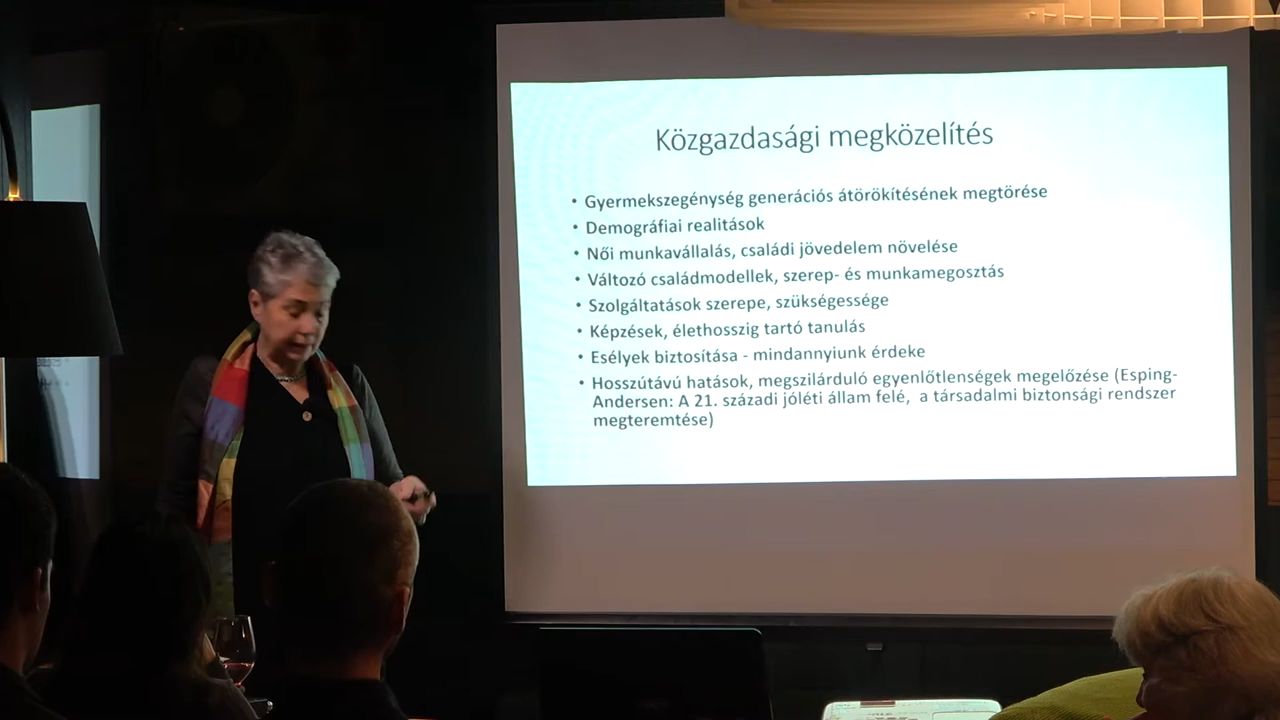 Közgazdasági megközelítés
• Gyermekszegénység generációs átörökítésének megtörése
• Demográfiai realitások
• Női munkavállalás, családi jövedelem növelése
• Változó családmodellek, szerep- és munkamegosztás
• Szolgáltatások szerepe, szükségessége
• Képzések, élethosszig tartó tanulás
• Esélyek biztosítása - mindannyiunk érdeke
• Hosszútávú hatások, megszilárduló egyenlőtlenségek megelőzése (Esping-
Andersen: A 21. századi jóléti állam felé, a társadalmi biztonsági rendszer
megteremtése)